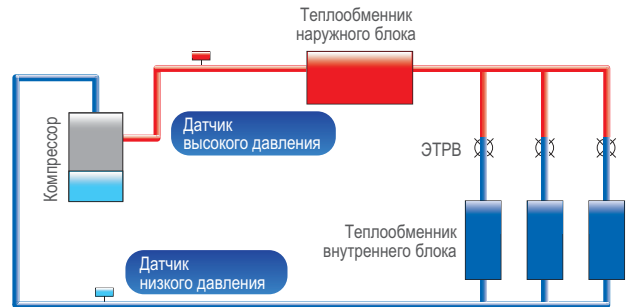 Теплообменник
наружного блока
Компрессор
Датчик
высокого давления
ЭТРВ
Теплообменник
внутреннего блока
Датчик
низкого давления